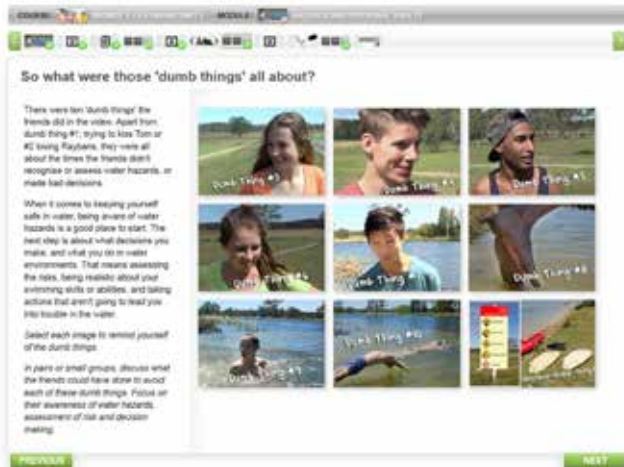 COURSE:
MODULE:
So what were those 'dumb things' all about?
There were ten 'dumb things' the
friends did in the video. Apart from
dumb thing #1, trying to kiss Tom or
#2 losing Raybans, they were all
about the times the friends didn't
recognise or assess water hazards, or
made bad decisions.
When it comes to keeping yourself
safe in water, being aware of water
hazards is a good place to start. The
next step is about what decisions you
make, and what you do in water
environments. That means assessing
the risks, being realistic about your
swimming skills or abilities, and taking
actions that aren't going to lead you
into trouble in the water.
Select each image to remind yourself
of the dumb things.
In pairs or small groups, discuss what
the friends could have done to avoid
each of these dumb things. Focus on
their awareness of water hazards,
assessment of risk and decision
making.
Dumb Thing #3
Dumb Thing #4
Dumb Thing #5
Dumb Thing #6
Dumb Thing
Dumb Thing #8
Dumb Thing #9
Dumb Thing #10
PREVIOUS
NEXT